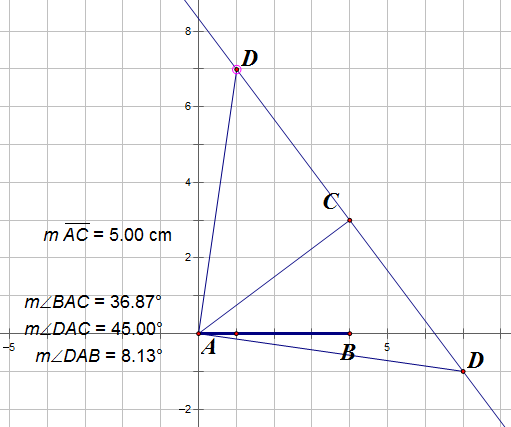 8
D
6
4
C
m AC = 5.00 cm
2
m∠BAC = 36.87°
m∠DAC = 45.00°
-5
A
B
5
D
m∠DAB = 8.13°
-2